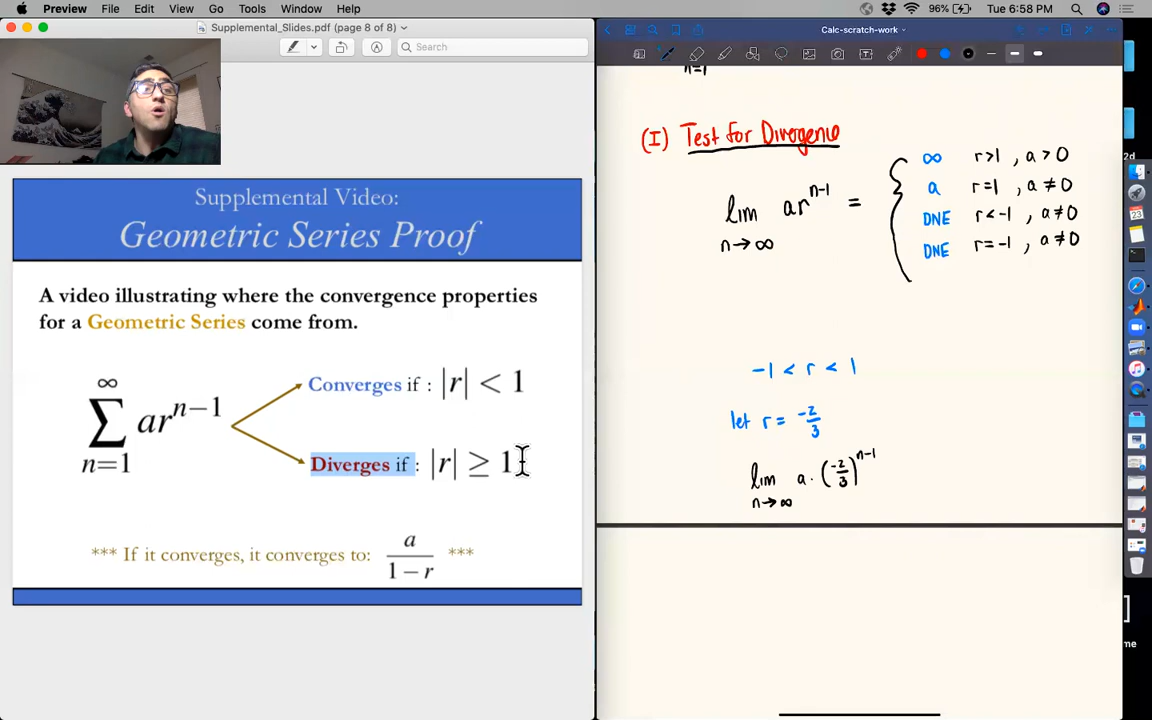 Preview File Edit View Go Tools Window Help
96% Tue 6:58 PM
Supplemental_Slides.pdf (page 8 of 8)
Search
Supplemental Video:
Geometric Series Proof
A video illustrating where the convergence properties
for a Geometric Series come from.
∞
∑ ar^{n−1}
n=1
Converges if : |r| < 1
Diverges if : |r| ≥ 1
*** If it converges, it converges to: a/(1 − r) ***
Calc-scratch-work
n=1
(I) Test for Divergence
lim ar^{n-1} =
n→∞
∞ r>1 , a>0
a r=1 , a≠0
DNE r<-1 , a≠0
DNE r=-1 , a≠0
-1 < r < 1
let r = -2/3
lim a·(-2/3)^{n-1}
n→∞
2d
23
me